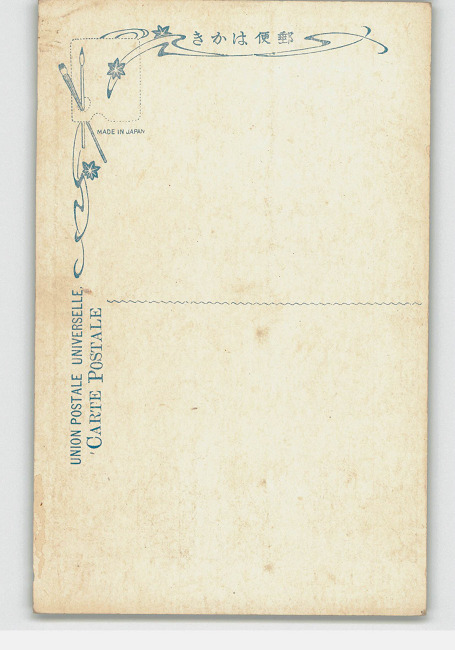 きかは便郵
MADE IN JAPAN
UNION POSTALE UNIVERSELLE.
CARTE POSTALE